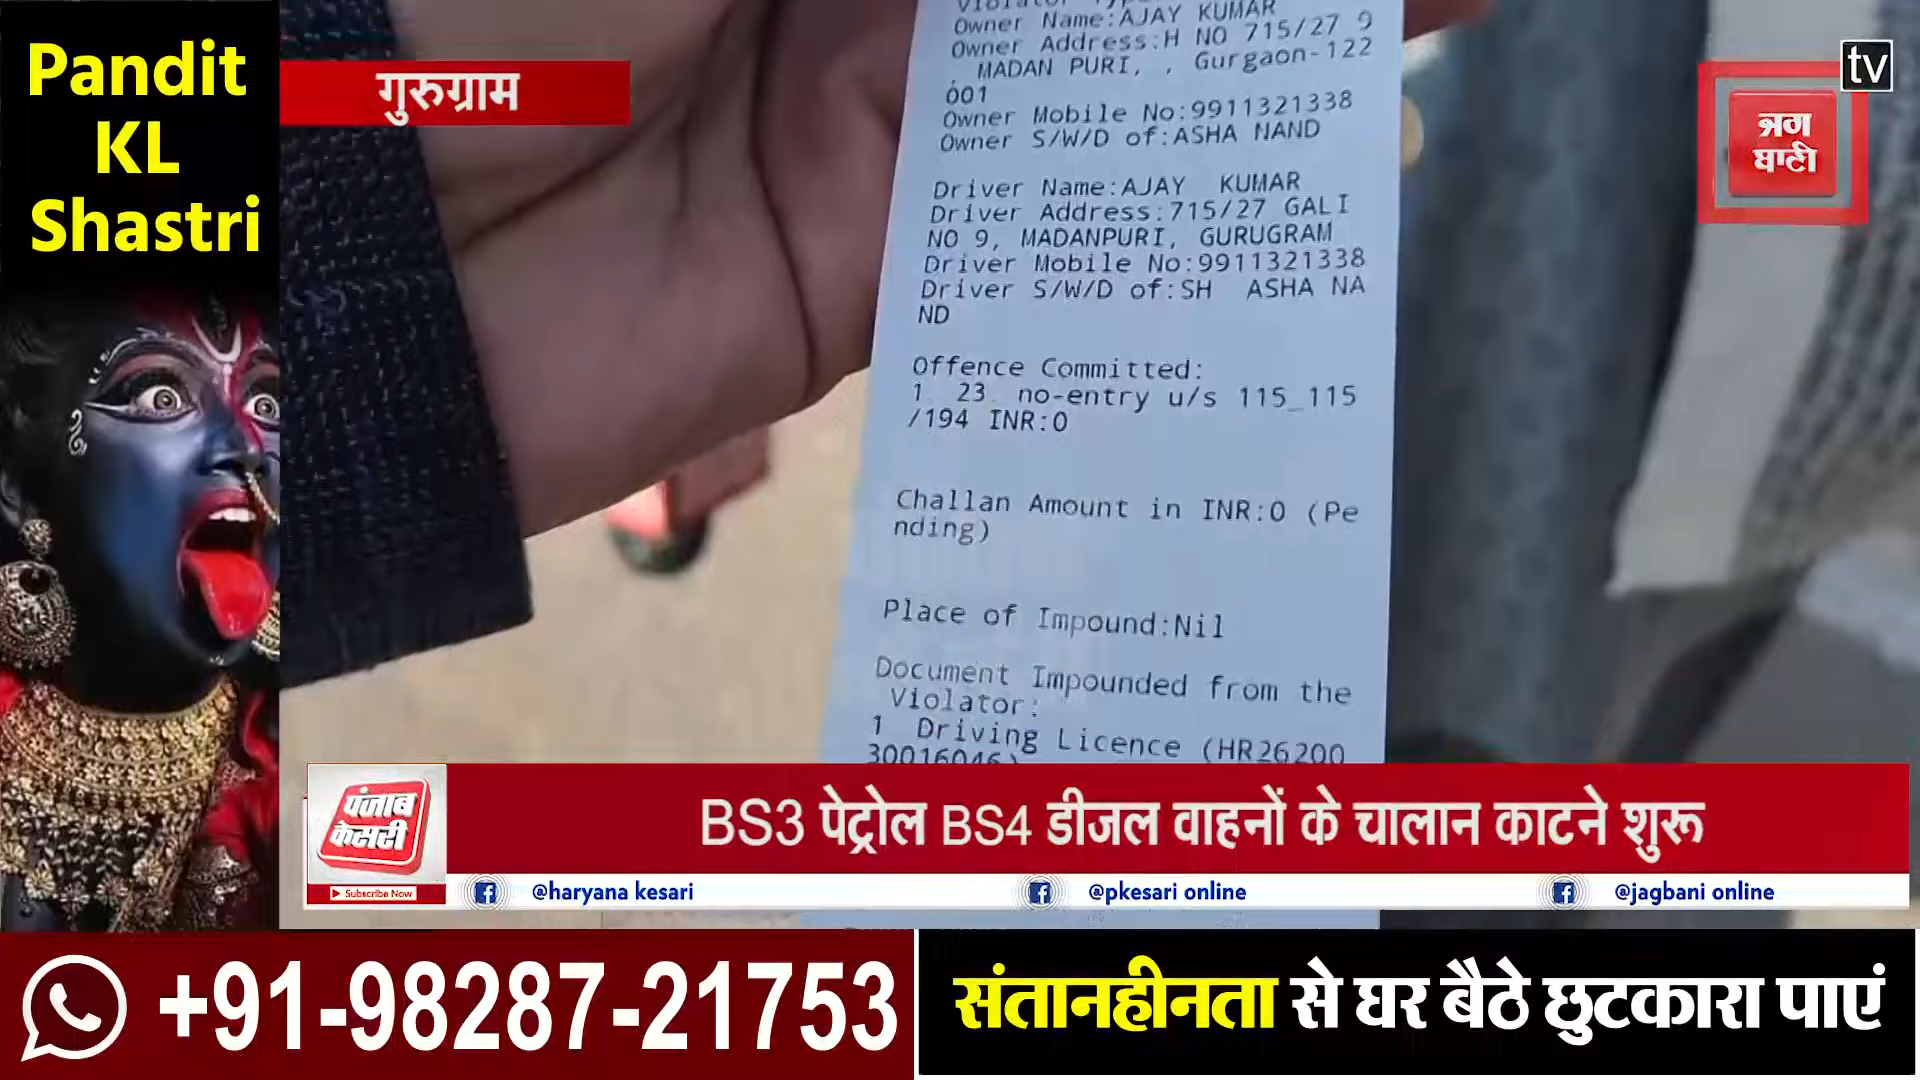 Pandit
KL
Shastri
गुरुग्राम
Owner Name:AJAY KUMAR
Owner Address:H NO 715/27 9
, MADAN PURI, , Gurgaon-122
001
Owner Mobile No:9911321338
Owner S/W/D of:ASHA NAND
Driver Name:AJAY KUMAR
Driver Address:715/27 GALI
NO 9, MADANPURI, GURUGRAM
Driver Mobile No:9911321338
Driver S/W/D of:SH ASHA NA
ND
Offence Committed:
1 23 no-entry u/s 115_115
/194 INR:0
Challan Amount in INR:0 (Pe
nding)
Place of Impound:Nil
Document Impounded from the
Violator:
1 Driving Licence (HR26200
30016046)
tv
ਜਗ
ਬਾਣੀ
पंजाब
केसरी
Subscribe Now
BS3 पेट्रोल BS4 डीजल वाहनों के चालान काटने शुरू
@haryana kesari @pkesari online @jagbani online
+91-98287-21753
संतानहीनता से घर बैठे छुटकारा पाएं